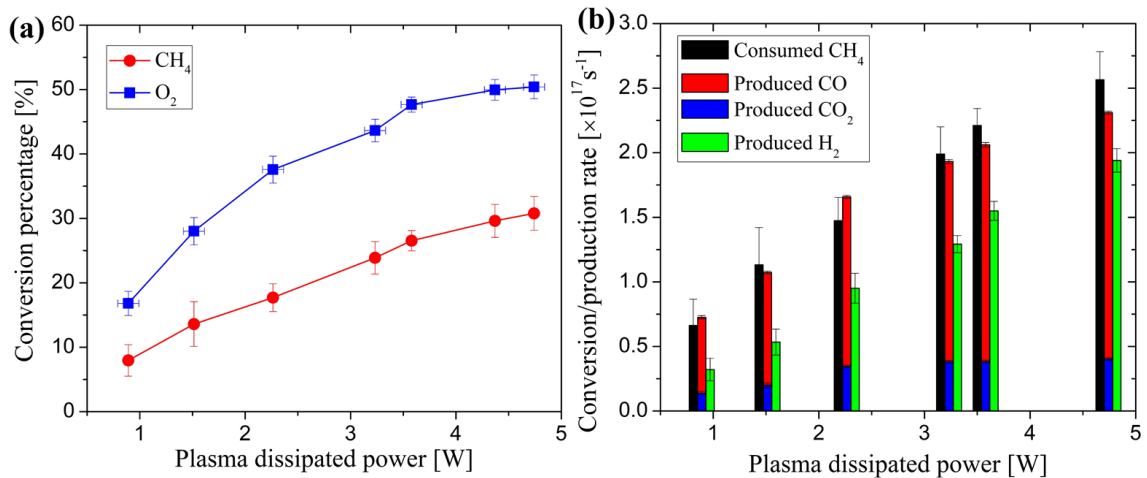 (a)
Conversion percentage [%]
60
50
40
30
20
10
0
CH₄
O₂
1 2 3 4 5
Plasma dissipated power [W]
(b)
Conversion/production rate [×10¹⁷s⁻¹]
3.0
2.5
2.0
1.5
1.0
0.5
0.0
Consumed CH₄
Produced CO
Produced CO₂
Produced H₂
1 2 3 4 5
Plasma dissipated power [W]